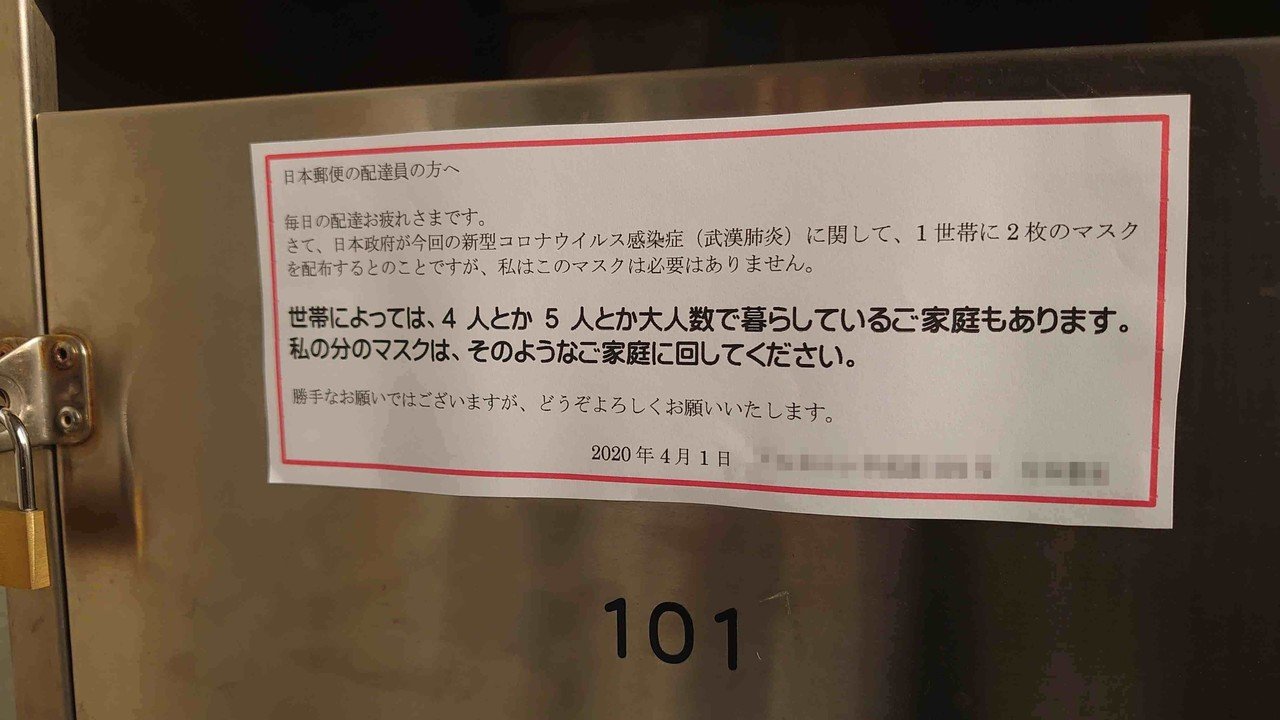 日本郵便の配達員の方へ
毎日の配達お疲れさまです。
さて、日本政府が今回の新型コロナウイルス感染症（武漢肺炎）に関して、1世帯に2枚のマスク
を配布するとのことですが、私はこのマスクは必要はありません。
世帯によっては、4 人とか 5 人とか大人数で暮らしているご家庭もあります。
私の分のマスクは、そのようなご家庭に回してください。
勝手なお願いではございますが、どうぞよろしくお願いいたします。
2020年4月1日
101